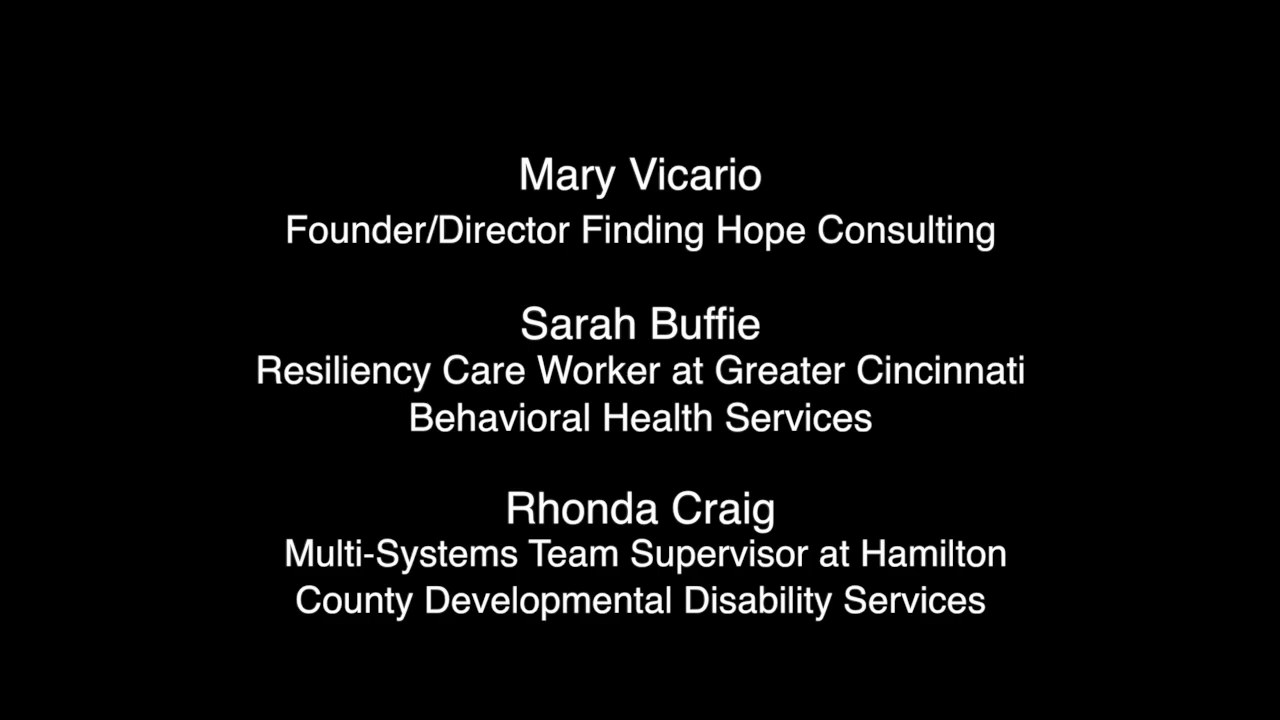 Mary Vicario
Founder/Director Finding Hope Consulting
Sarah Buffie
Resiliency Care Worker at Greater Cincinnati
Behavioral Health Services
Rhonda Craig
Multi-Systems Team Supervisor at Hamilton
County Developmental Disability Services